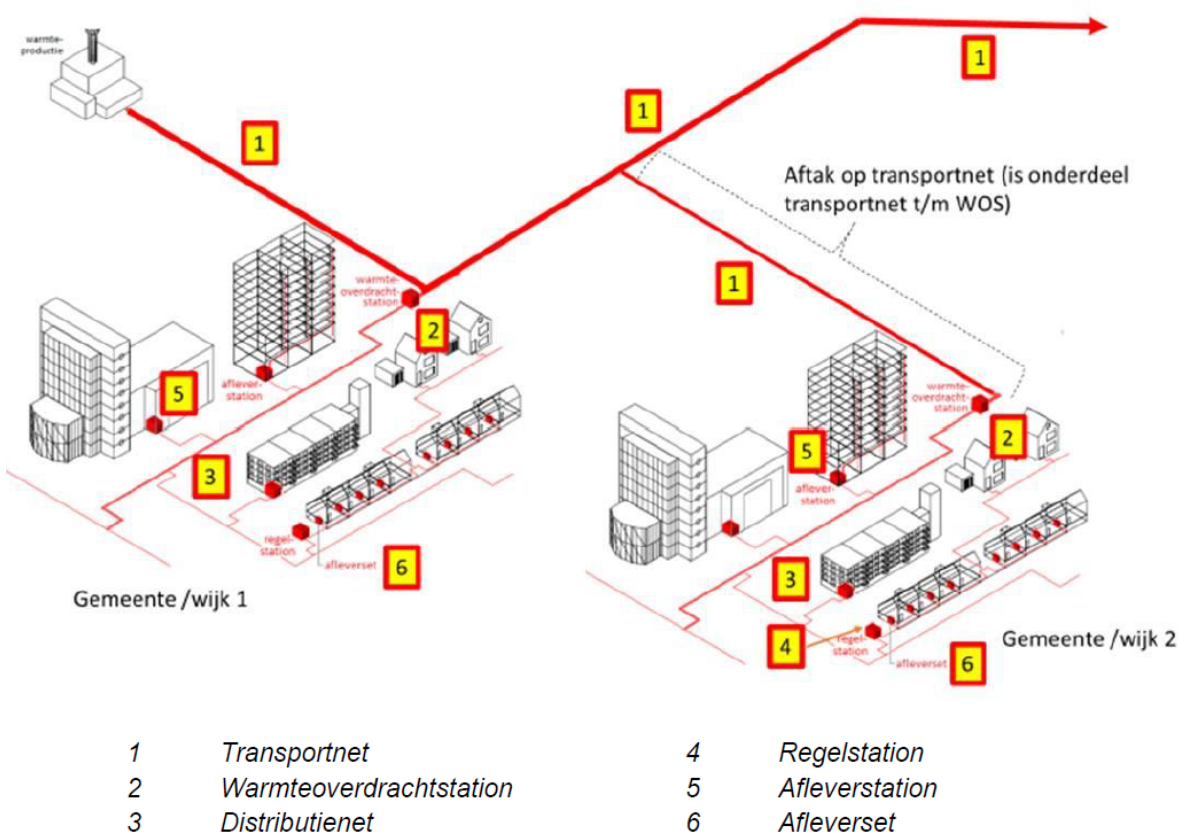 warmte-
productie
1
1
1
Aftak op transportnet (is onderdeel
transportnet t/m WOS)
1
warmte-
overdracht-
station
2
aflever-
station
5
3
regel-
station
afleverset
6
Gemeente /wijk 1
warmte-
overdracht-
station
2
5
aflever-
station
3
4
regel-
station
afleverset
6
Gemeente /wijk 2
1 Transportnet
2 Warmteoverdrachtstation
3 Distributienet
4 Regelstation
5 Afleverstation
6 Afleverset